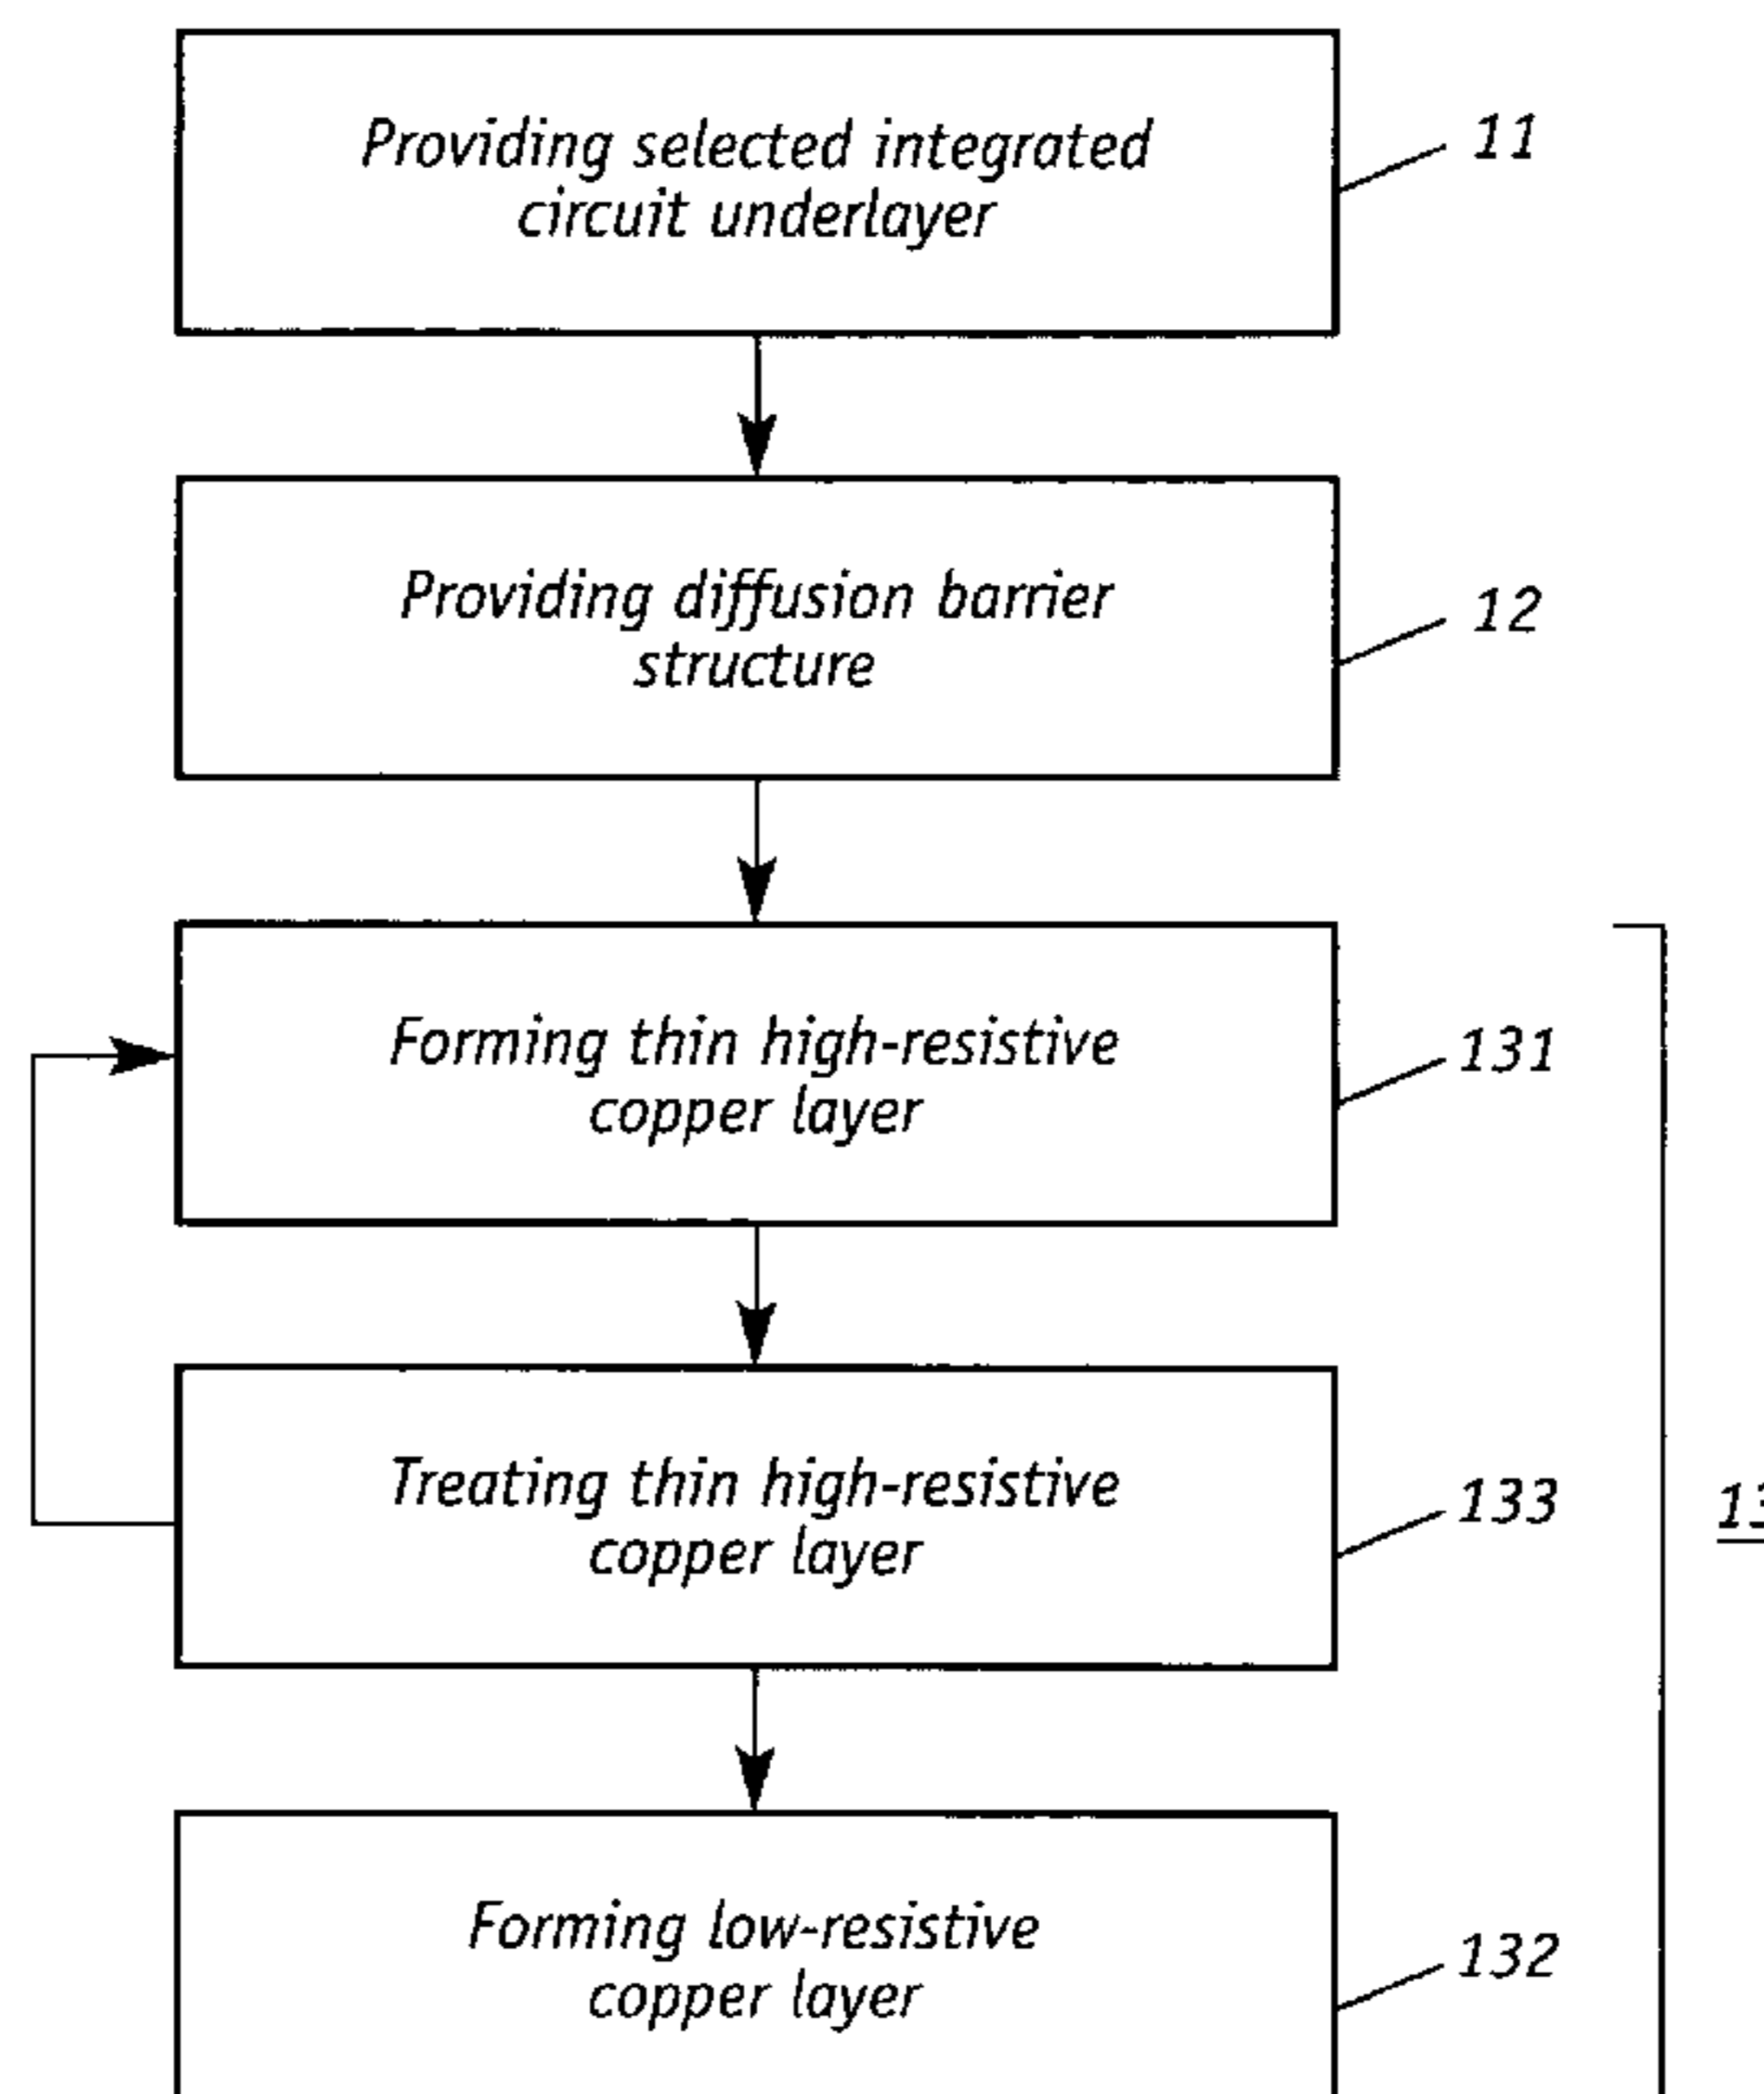 Providing selected integrated
circuit underlayer
11
Providing diffusion barrier
structure
12
Forming thin high-resistive
copper layer
131
Treating thin high-resistive
copper layer
133
13
Forming low-resistive
copper layer
132